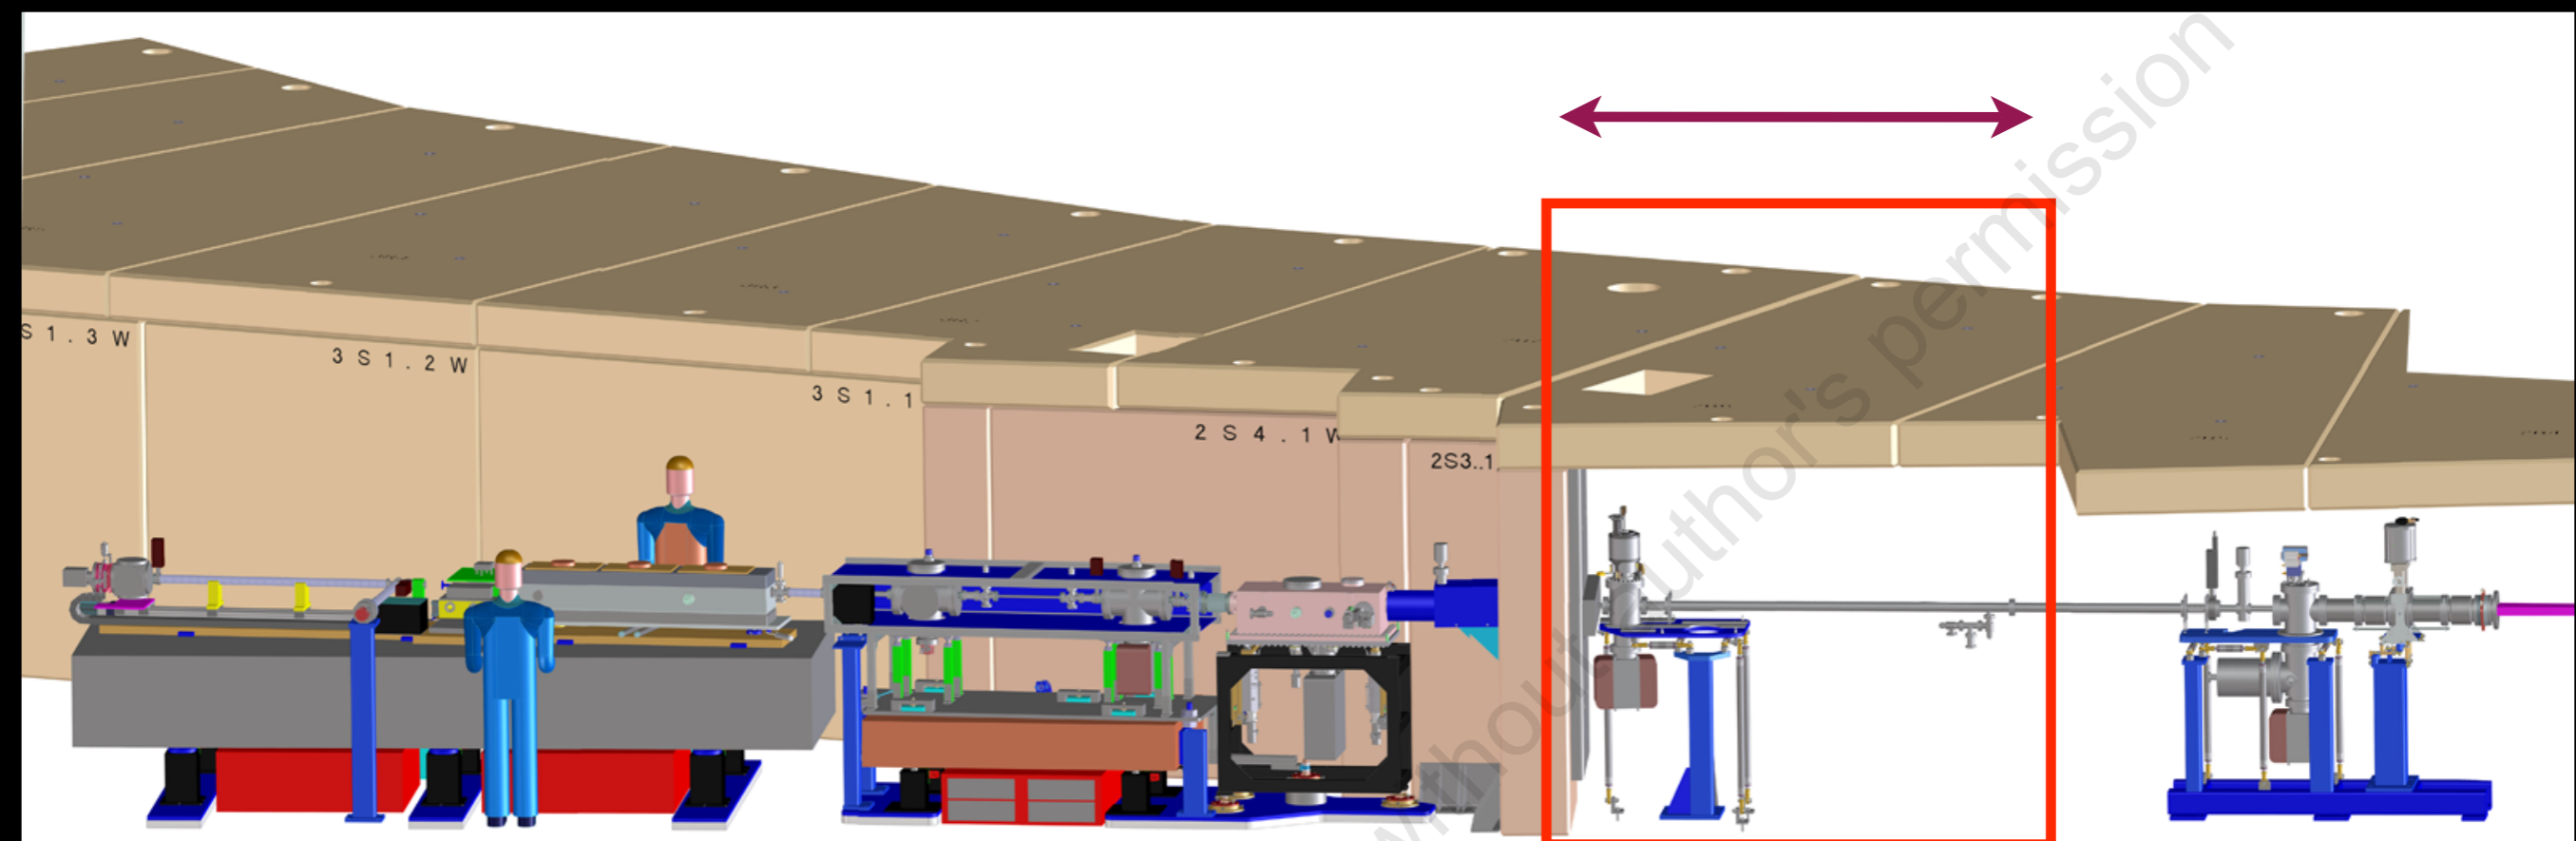 S 1 . 3 W
3 S 1 . 2 W
3 S 1 . 1
2 S 4 . 1 W
2S3..1
without author's permission